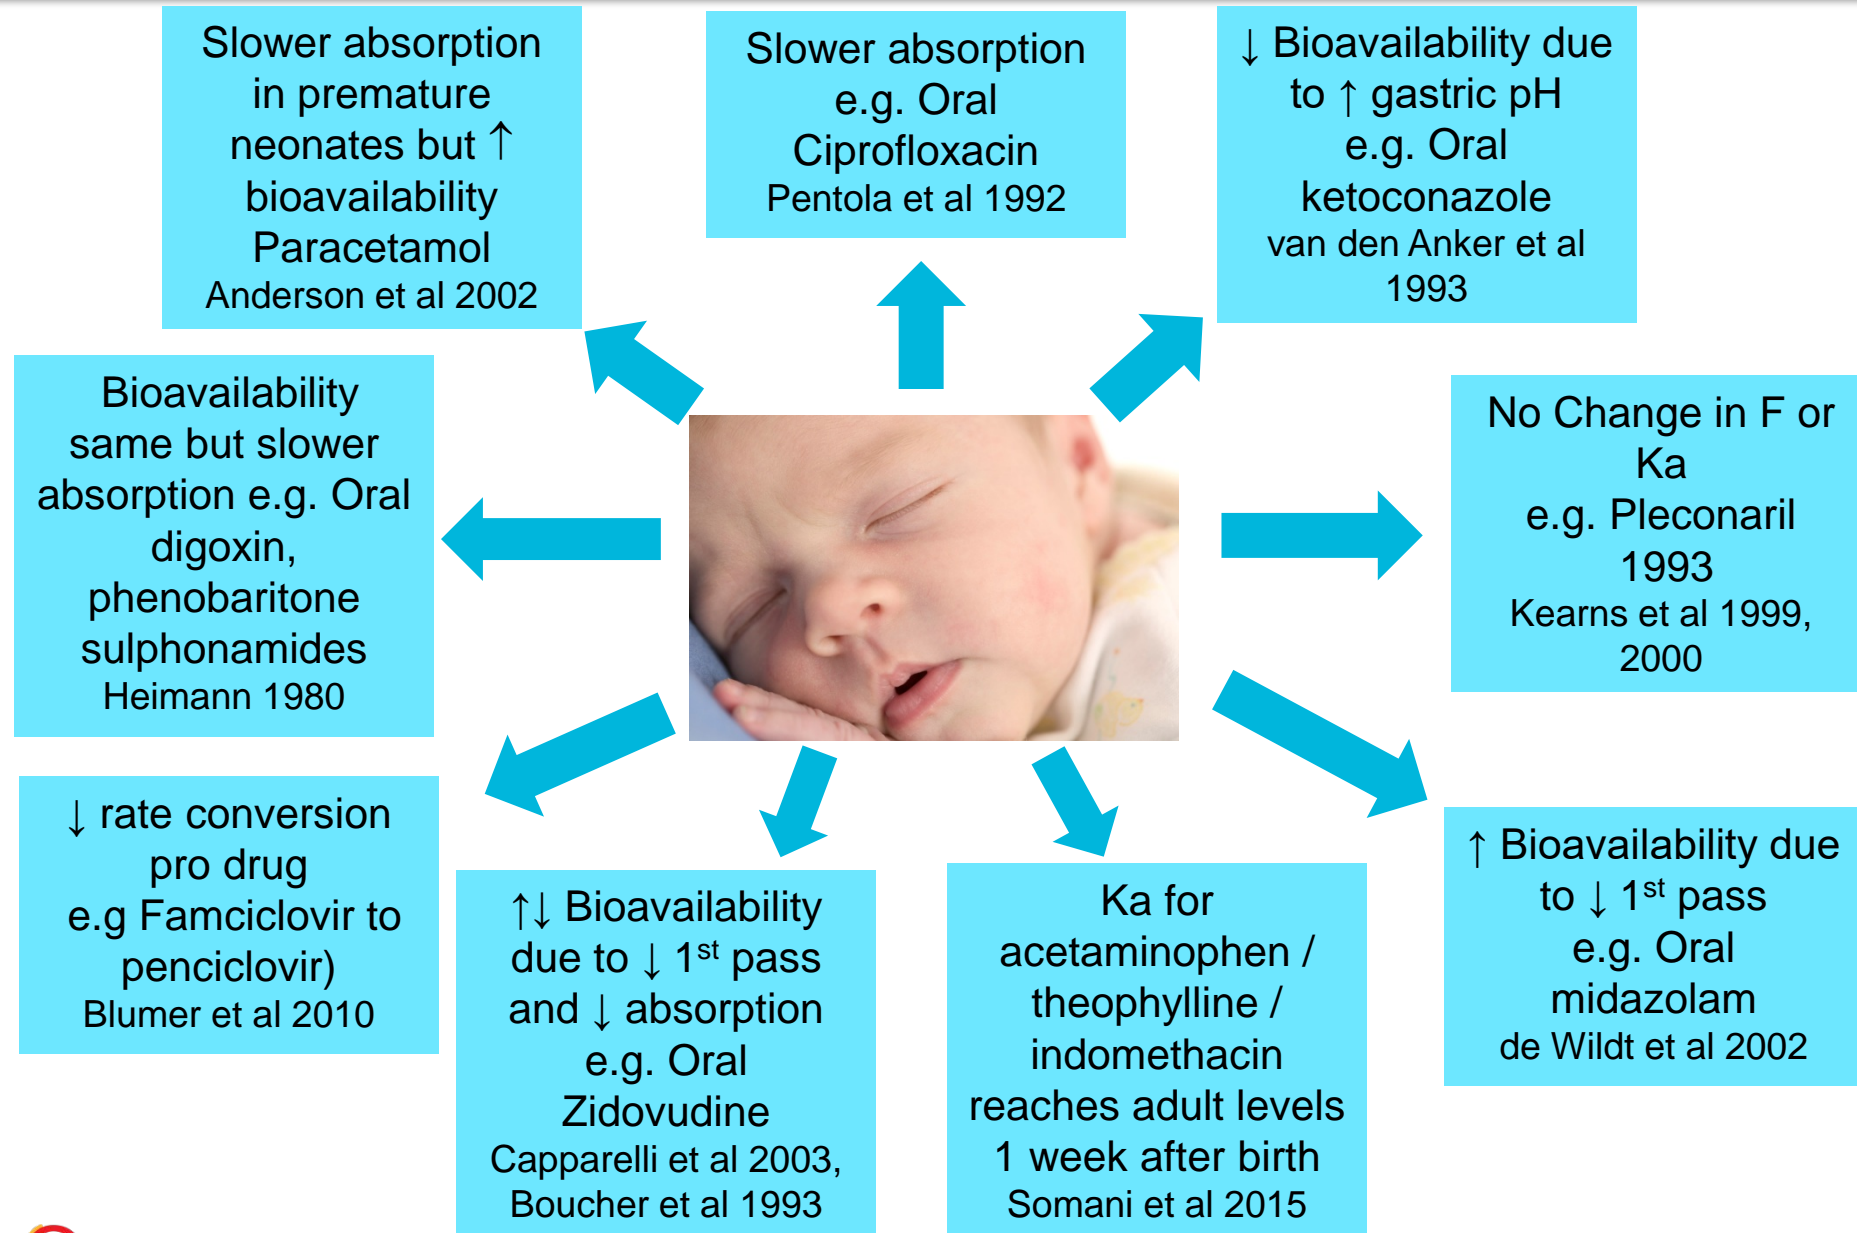 Slower absorption
in premature
neonates but ↑
bioavailability
Paracetamol
Anderson et al 2002
Slower absorption
e.g. Oral
Ciprofloxacin
Pentola et al 1992
↓ Bioavailability due
to ↑ gastric pH
e.g. Oral
ketoconazole
van den Anker et al
1993
Bioavailability
same but slower
absorption e.g. Oral
digoxin,
phenobaritone
sulphonamides
Heimann 1980
No Change in F or
Ka
e.g. Pleconaril
1993
Kearns et al 1999,
2000
↓ rate conversion
pro drug
e.g Famciclovir to
penciclovir)
Blumer et al 2010
↑↓ Bioavailability
due to ↓ 1st pass
and ↓ absorption
e.g. Oral
Zidovudine
Capparelli et al 2003,
Boucher et al 1993
Ka for
acetaminophen /
theophylline /
indomethacin
reaches adult levels
1 week after birth
Somani et al 2015
↑ Bioavailability due
to ↓ 1st pass
e.g. Oral
midazolam
de Wildt et al 2002